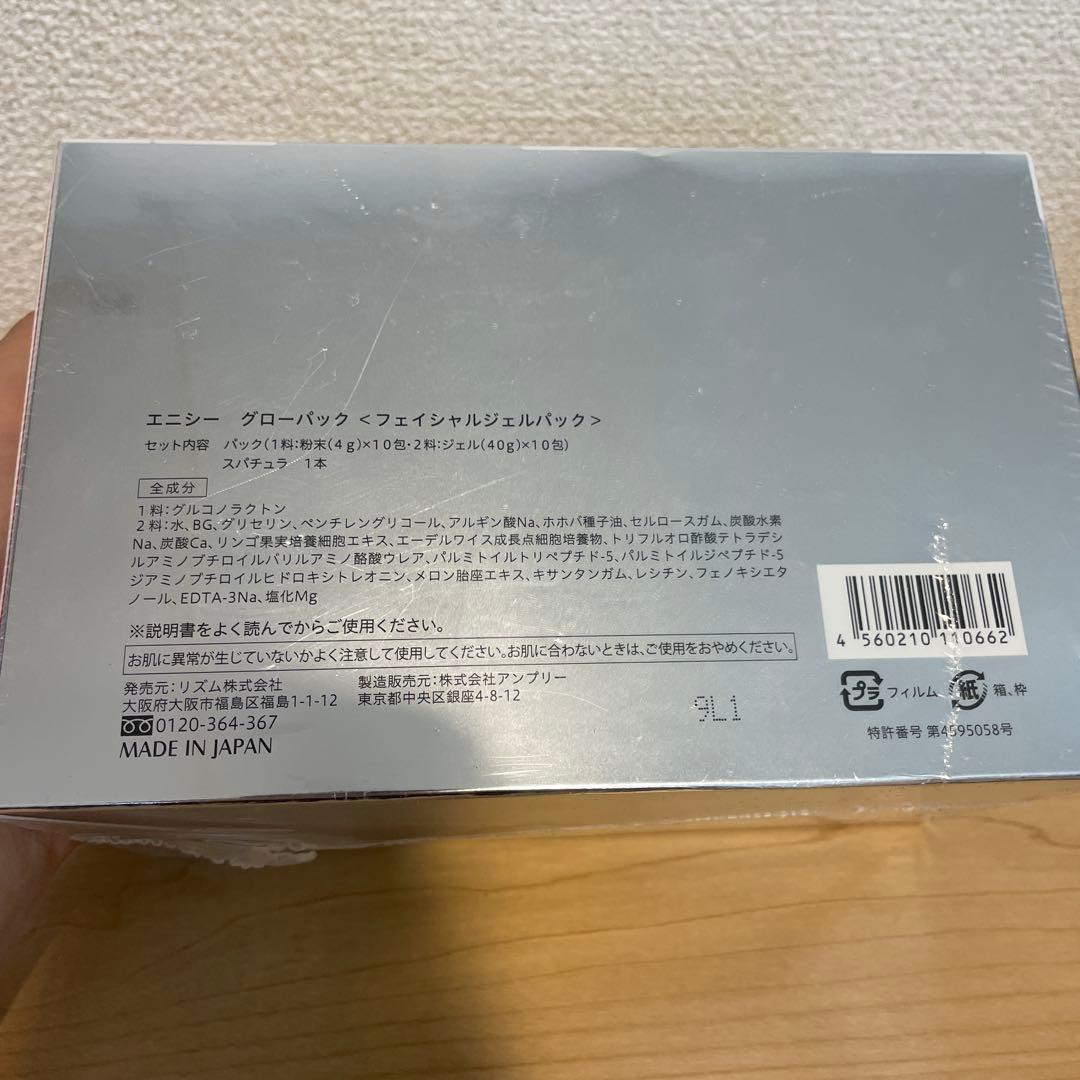 エニシー　グローパック＜フェイシャルジェルパック＞
セット内容　パック(1料:粉末(4g)×10包・2料:ジェル(40g)×10包)
スパチュラ　1本
全成分
1料:グルコノラクトン
2料:水、BG、グリセリン、ペンチレングリコール、アルギン酸Na、ホホバ種子油、セルロースガム、炭酸水素
Na、炭酸Ca、リンゴ果実培養細胞エキス、エーデルワイス成長点細胞培養物、トリフルオロ酢酸テトラデシ
ルアミノブチロイルバリルアミノ酪酸ウレア、パルミトイルトリペプチド-5、パルミトイルジペプチド-5
ジアミノブチロイルヒドロキシトレオニン、メロン胎座エキス、キサンタンガム、レシチン、フェノキシエタ
ノール、EDTA-3Na、塩化Mg
※説明書をよく読んでからご使用ください。
お肌に異常が生じていないかよく注意して使用してください。お肌に合わないときは、ご使用をおやめください。
発売元:リズム株式会社
大阪府大阪市福島区福島1-1-12
0120-364-367
MADE IN JAPAN
製造販売元:株式会社アンプリー
東京都中央区銀座4-8-12
9L1
4 560210 110662
プラ フィルム 紙 箱、枠
特許番号 第4595058号